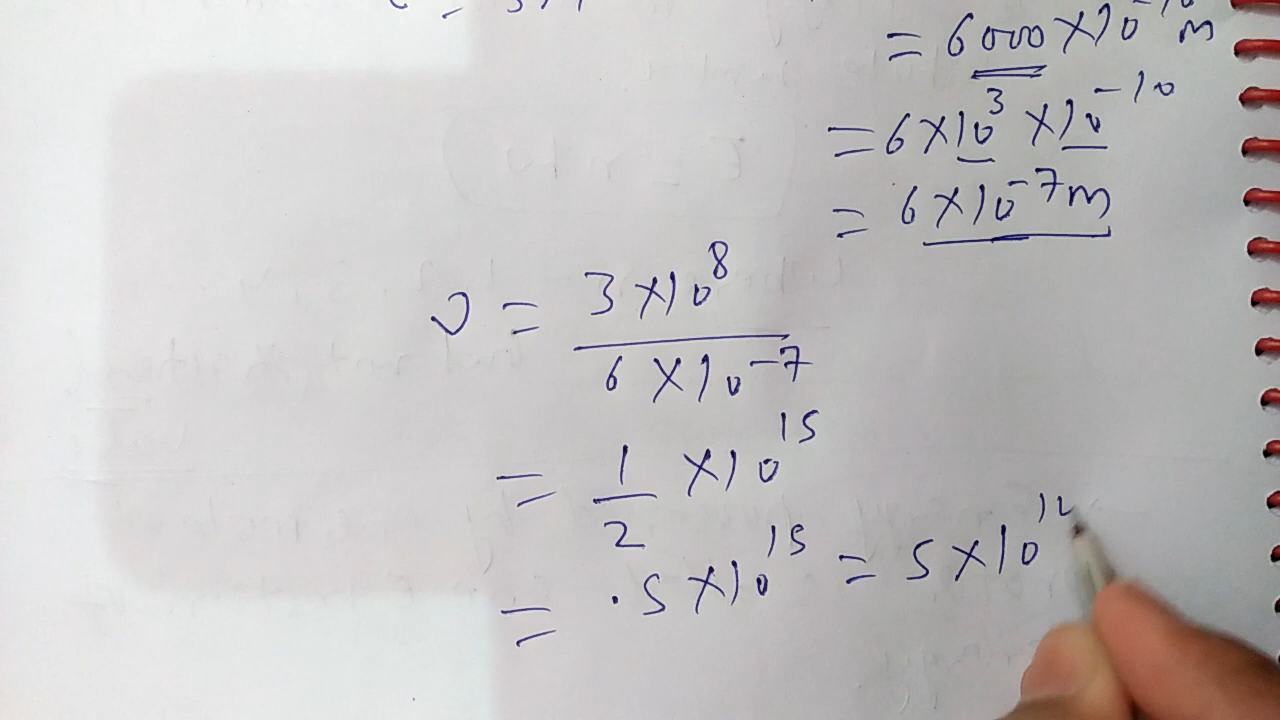 = 6000 × 10⁻¹⁰ m
= 6 × 10³ × 10⁻¹⁰
= 6 × 10⁻⁷ m
υ = 3 × 10⁸ / 6 × 10⁻⁷
= 1/2 × 10¹⁵
= .5 × 10¹⁵ = 5 × 10¹⁴